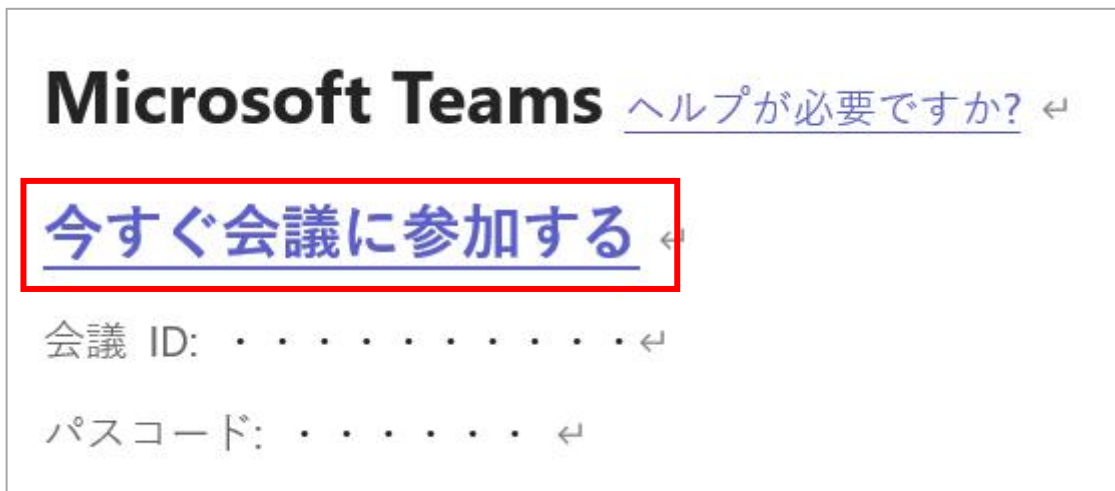 Microsoft Teams ヘルプが必要ですか? ↵
今すぐ会議に参加する ↵
会議 ID: ・・・・・・・・・・・↵
パスコード: ・・・・・・ ↵